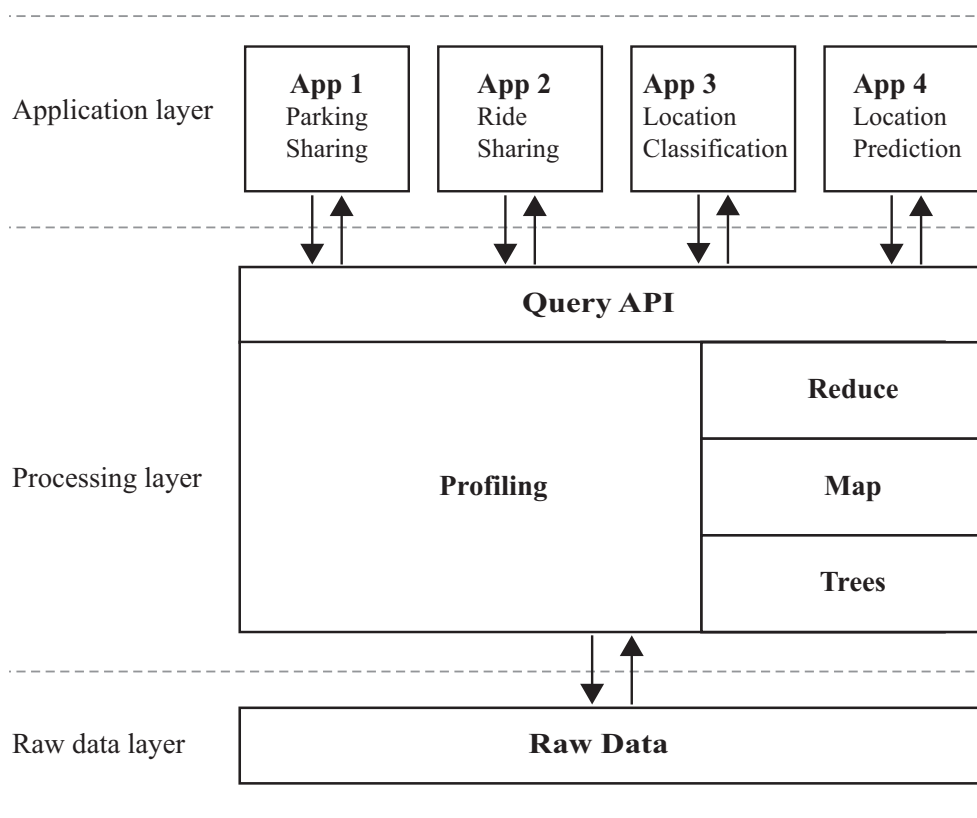 Application layer
App 1
Parking
Sharing
App 2
Ride
Sharing
App 3
Location
Classification
App 4
Location
Prediction
Query API
Processing layer
Profiling
Reduce
Map
Trees
Raw data layer
Raw Data